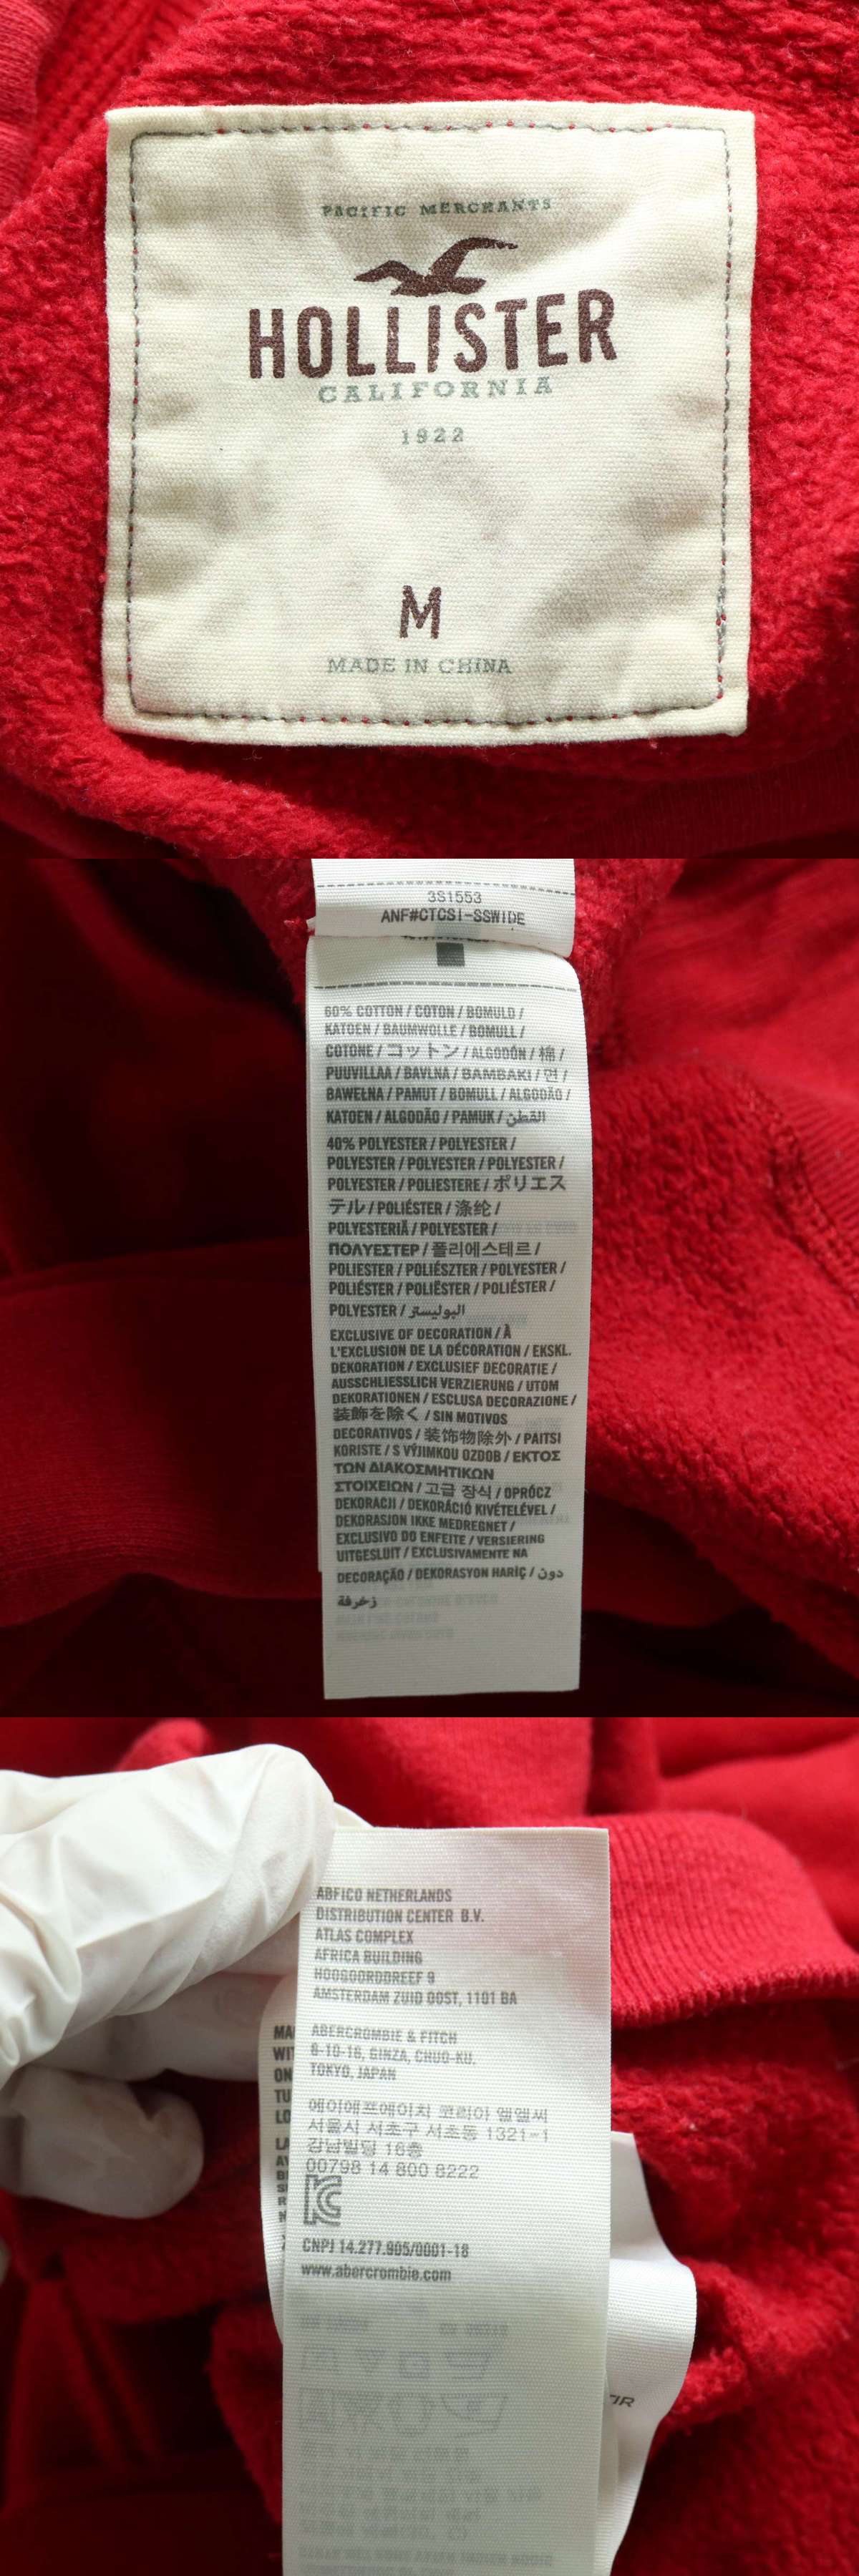 PACIFIC MERCHANTS
HOLLISTER
CALIFORNIA
1922
M
MADE IN CHINA
3S1553
ANF#CTCSI-SSWIDE
60% COTTON / COTON / BOMULD /
KATOEN / BAUMWOLLE / BOMULL /
COTONE / コットン / ALGODÓN / 棉 /
PUUVILLAA / BAVLNA / BAMBAKI / 면 /
BAWEŁNA / PAMUT / BOMULL / ALGODÃO /
KATOEN / ALGODÃO / PAMUK / القطن
40% POLYESTER / POLYESTER /
POLYESTER / POLYESTER / POLYESTER /
POLYESTER / POLIESTERE / ポリエス
テル / POLIÉSTER / 涤纶 /
POLYESTERIÄ / POLYESTER /
ΠΟΛΥΕΣΤΕΡ / 폴리에스테르 /
POLIESTER / POLIÉSZTER / POLYESTER /
POLIÉSTER / POLIËSTER / POLIÉSTER /
POLYESTER / البوليستر
EXCLUSIVE OF DECORATION / À
L'EXCLUSION DE LA DÉCORATION / EKSKL.
DEKORATION / EXCLUSIEF DECORATIE /
AUSSCHLIESSLICH VERZIERUNG / UTOM
DEKORATIONEN / ESCLUSA DECORAZIONE /
装飾を除く / SIN MOTIVOS
DECORATIVOS / 装饰物除外 / PAITSI
KORISTE / S VÝJIMKOU OZDOB / ΕΚΤΟΣ
ΤΩΝ ΔΙΑΚΟΣΜΗΤΙΚΩΝ
ΣΤΟΙΧΕΙΩΝ / 고급 장식 / OPRÓCZ
DEKORACJI / DEKORÁCIÓ KIVÉTELÉVEL /
DEKORASJON IKKE MEDREGNET /
EXCLUSIVO DO ENFEITE / VERSIERING
UITGESLUIT / EXCLUSIVAMENTE NA
DECORAÇÃO / DEKORASYON HARİÇ / دون
زخرفة
ABFICO NETHERLANDS
DISTRIBUTION CENTER B.V.
ATLAS COMPLEX
AFRICA BUILDING
HOOGOORDDREEF 9
AMSTERDAM ZUID OOST, 1101 BA
ABERCROMBIE & FITCH
6-10-16, GINZA, CHUO-KU.
TOKYO, JAPAN
에이에프에이치 코리아 엘엘씨
서울시 서초구 서초동 1321-1
강남빌딩 16층
00798 14 800 8222
CNPJ 14.277.905/0001-18
www.abercrombie.com